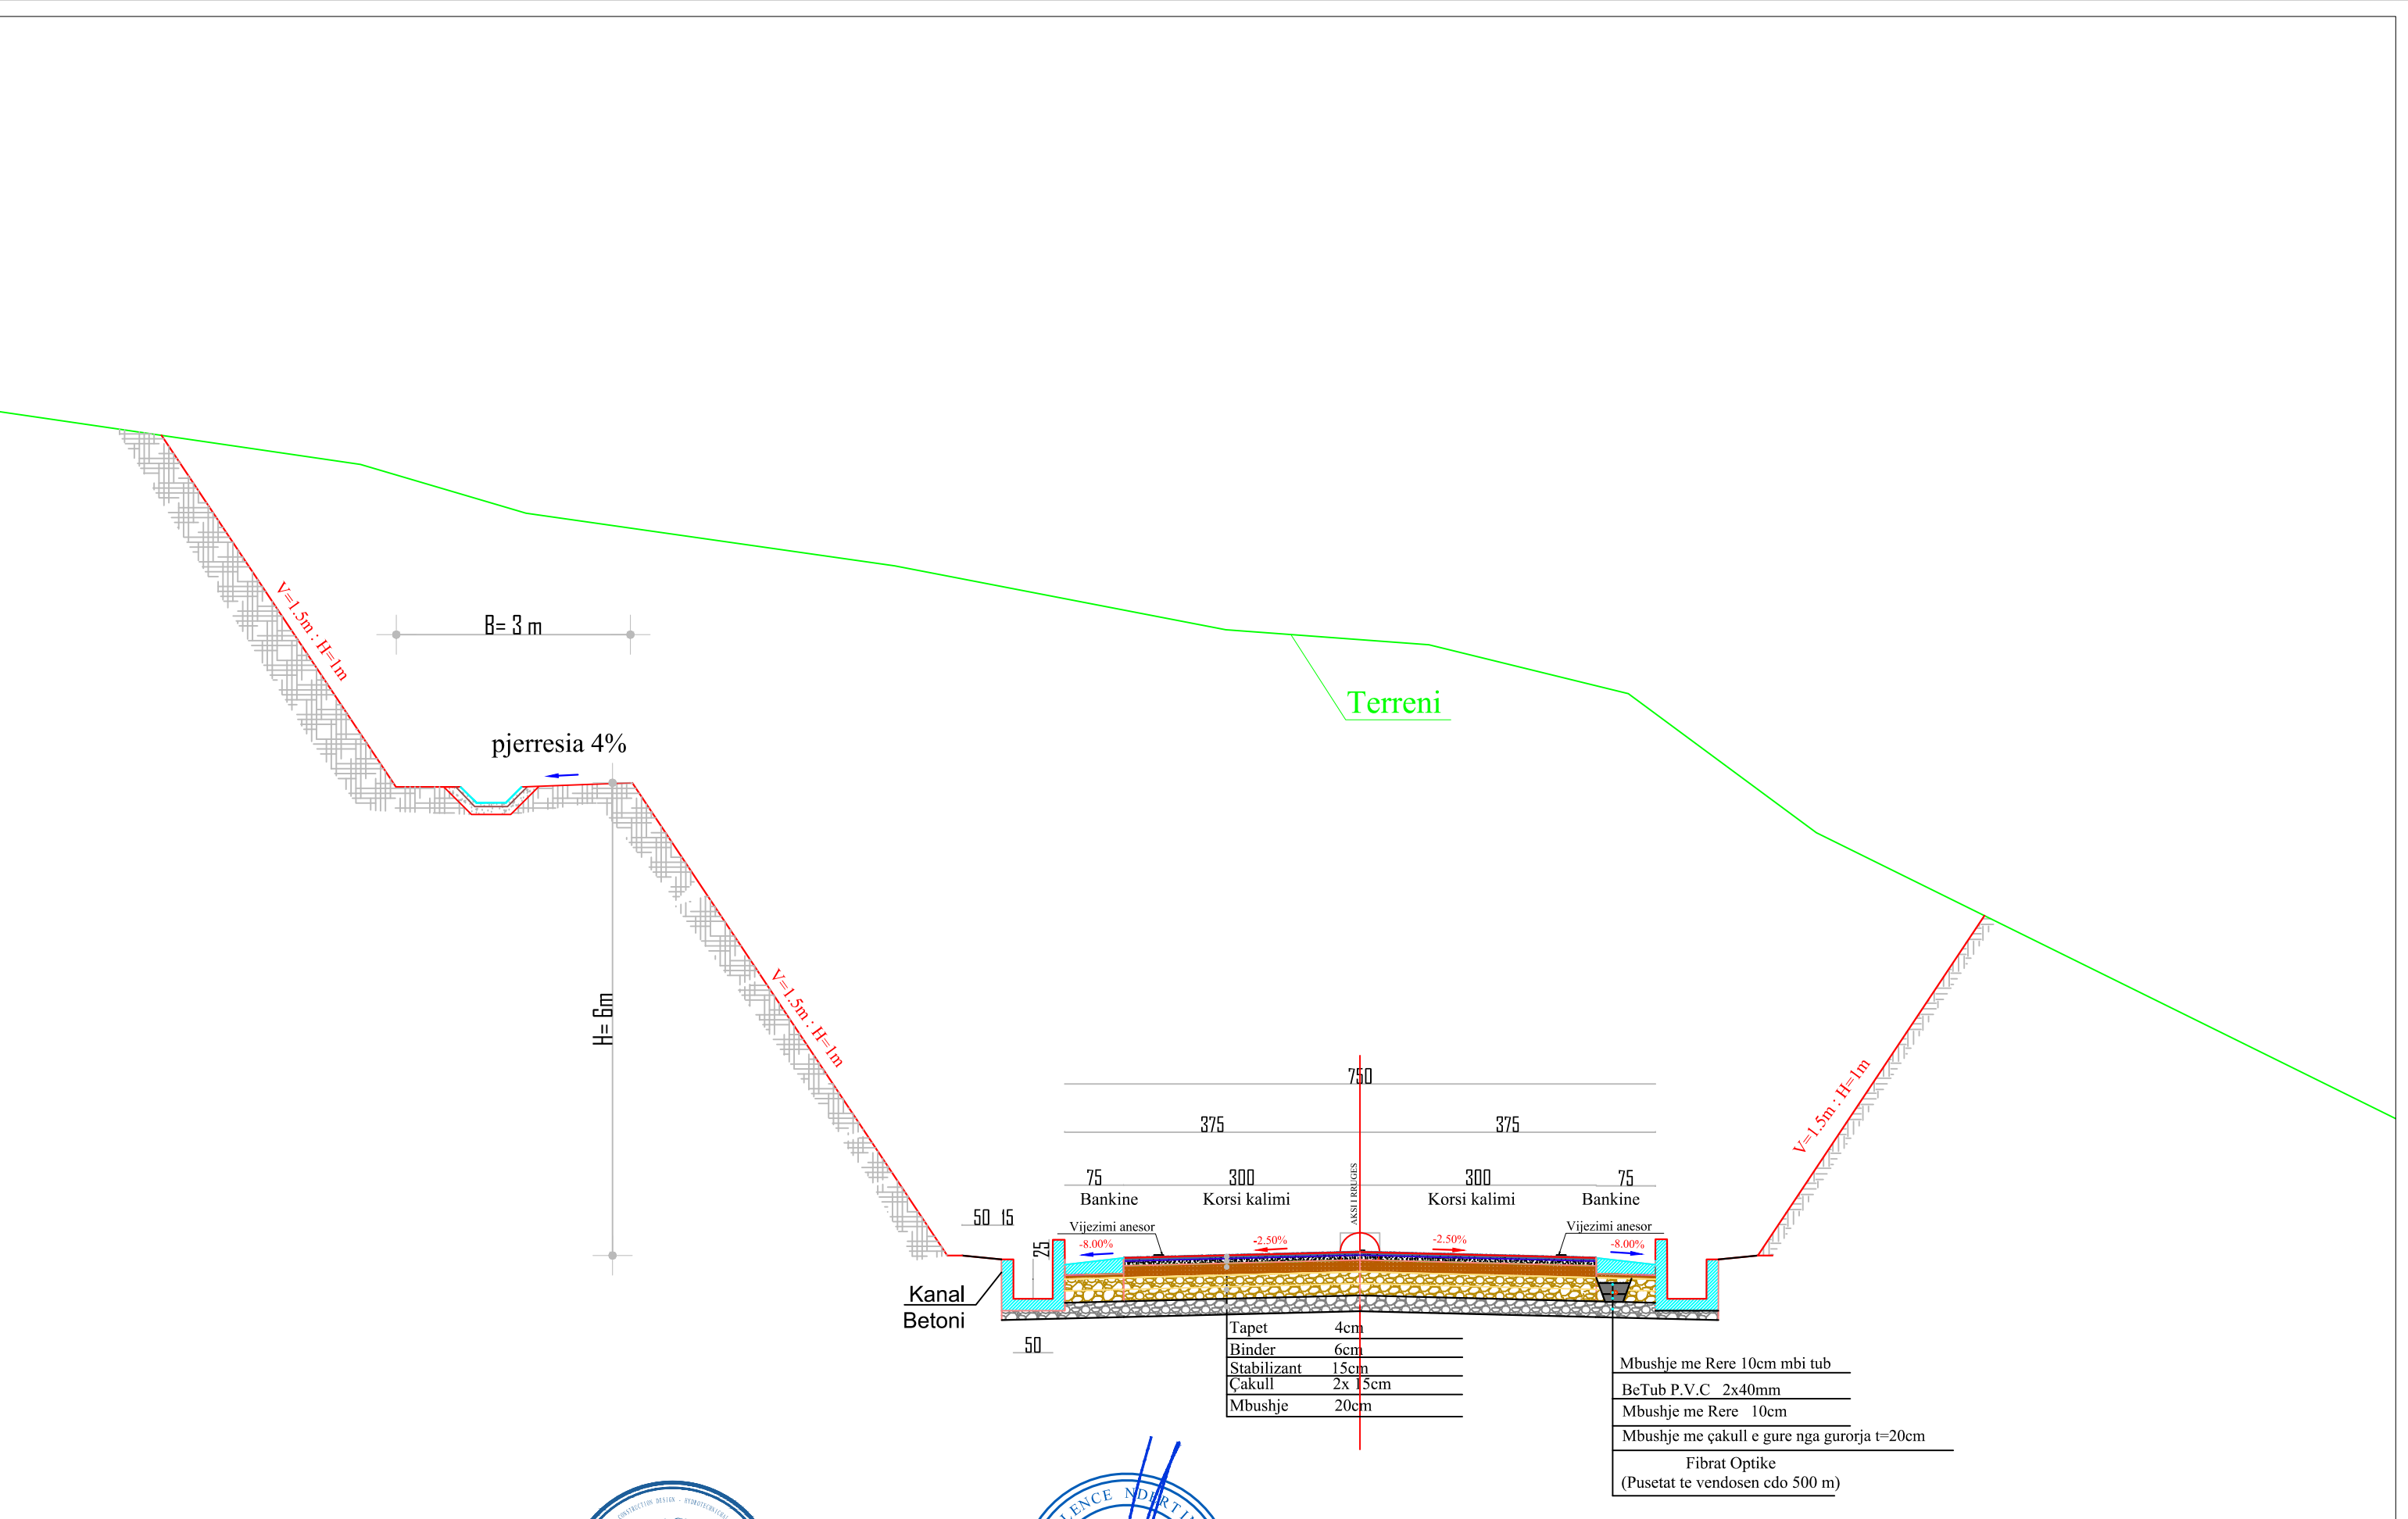 V=1.5m : H=1m
B= 3 m
Terreni
pjerresia 4%
H= 6m
V=1.5m : H=1m
V=1.5m : H=1m
750
375 375
75 300 300 75
Bankine Korsi kalimi AKSI I RRUGES Korsi kalimi Bankine
50 15
Vijezimi anesor Vijezimi anesor
25 -8.00% -2.50% -2.50% -8.00%
Kanal
Betoni
50
Tapet 4cm
Binder 6cm
Stabilizant 15cm
Çakull 2x 15cm
Mbushje 20cm
Mbushje me Rere 10cm mbi tub
BeTub P.V.C 2x40mm
Mbushje me Rere 10cm
Mbushje me çakull e gure nga gurorja t=20cm
Fibrat Optike
(Pusetat te vendosen cdo 500 m)
CONSTRUCTION DESIGN - HYDROTECHNICAL